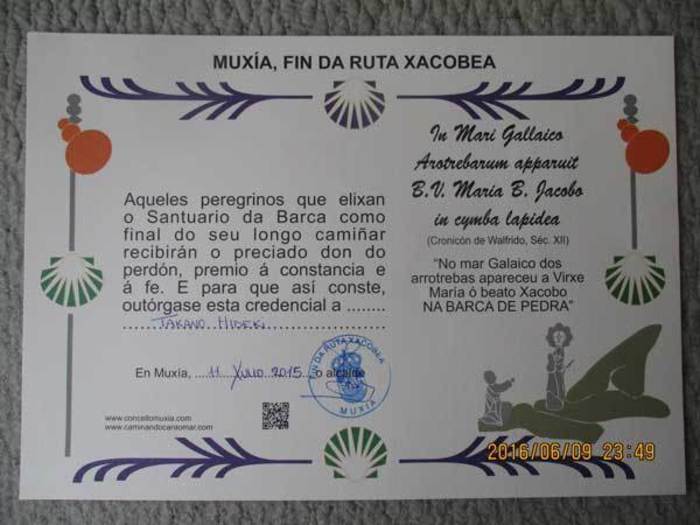 MUXÍA, FIN DA RUTA XACOBEA
In Mari Gallaico
Arotrebarum apparuit
B.V. Maria B. Jacobo
in cymba lapidea
(Cronicón de Walfrido, Séc. XII)
"No mar Galaico dos
arrotrebas apareceu a Virxe
Maria ó beato Xacobo
NA BARCA DE PEDRA"
Aqueles peregrinos que elixan
o Santuario da Barca como
final do seu longo camiñar
recibirán o preciado don do
perdón, premio á constancia e
á fe. E para que así conste,
outórgase esta credencial a ........
TAKANO HIDEKI
En Muxía, ..... 11 XULIO 2015 ..o alcalde
FIN DA RUTA XACOBEA
MUXÍA
www.concellomuxia.com
www.caminandocantomar.com
2016/06/09 23:49